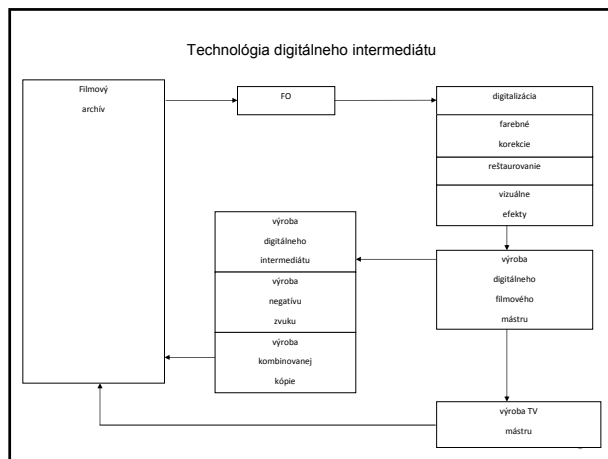 Technológia digitálneho intermediátu
Filmový
archív
FO
digitalizácia
farebné
korekcie
reštaurovanie
vizuálne
efekty
výroba
digitálneho
intermediátu
výroba
negatívu
zvuku
výroba
kombinovanej
kópie
výroba
digitálneho
filmového
mástru
výroba TV
mástru